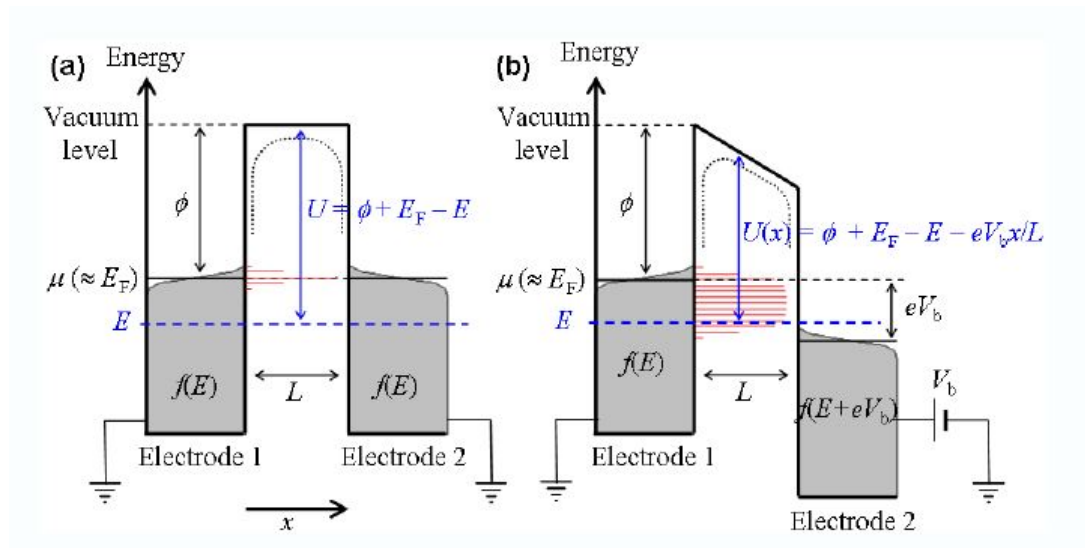 (a) Energy
Vacuum
level
ϕ
U = ϕ + E_F – E
μ (≈ E_F)
E
f(E)
L
f(E)
Electrode 1
Electrode 2
x
(b) Energy
Vacuum
level
ϕ
U(x) = ϕ + E_F – E – eV_bx/L
μ (≈ E_F)
E
eV_b
f(E)
L
V_b
f(E+eV_b)
Electrode 1
Electrode 2